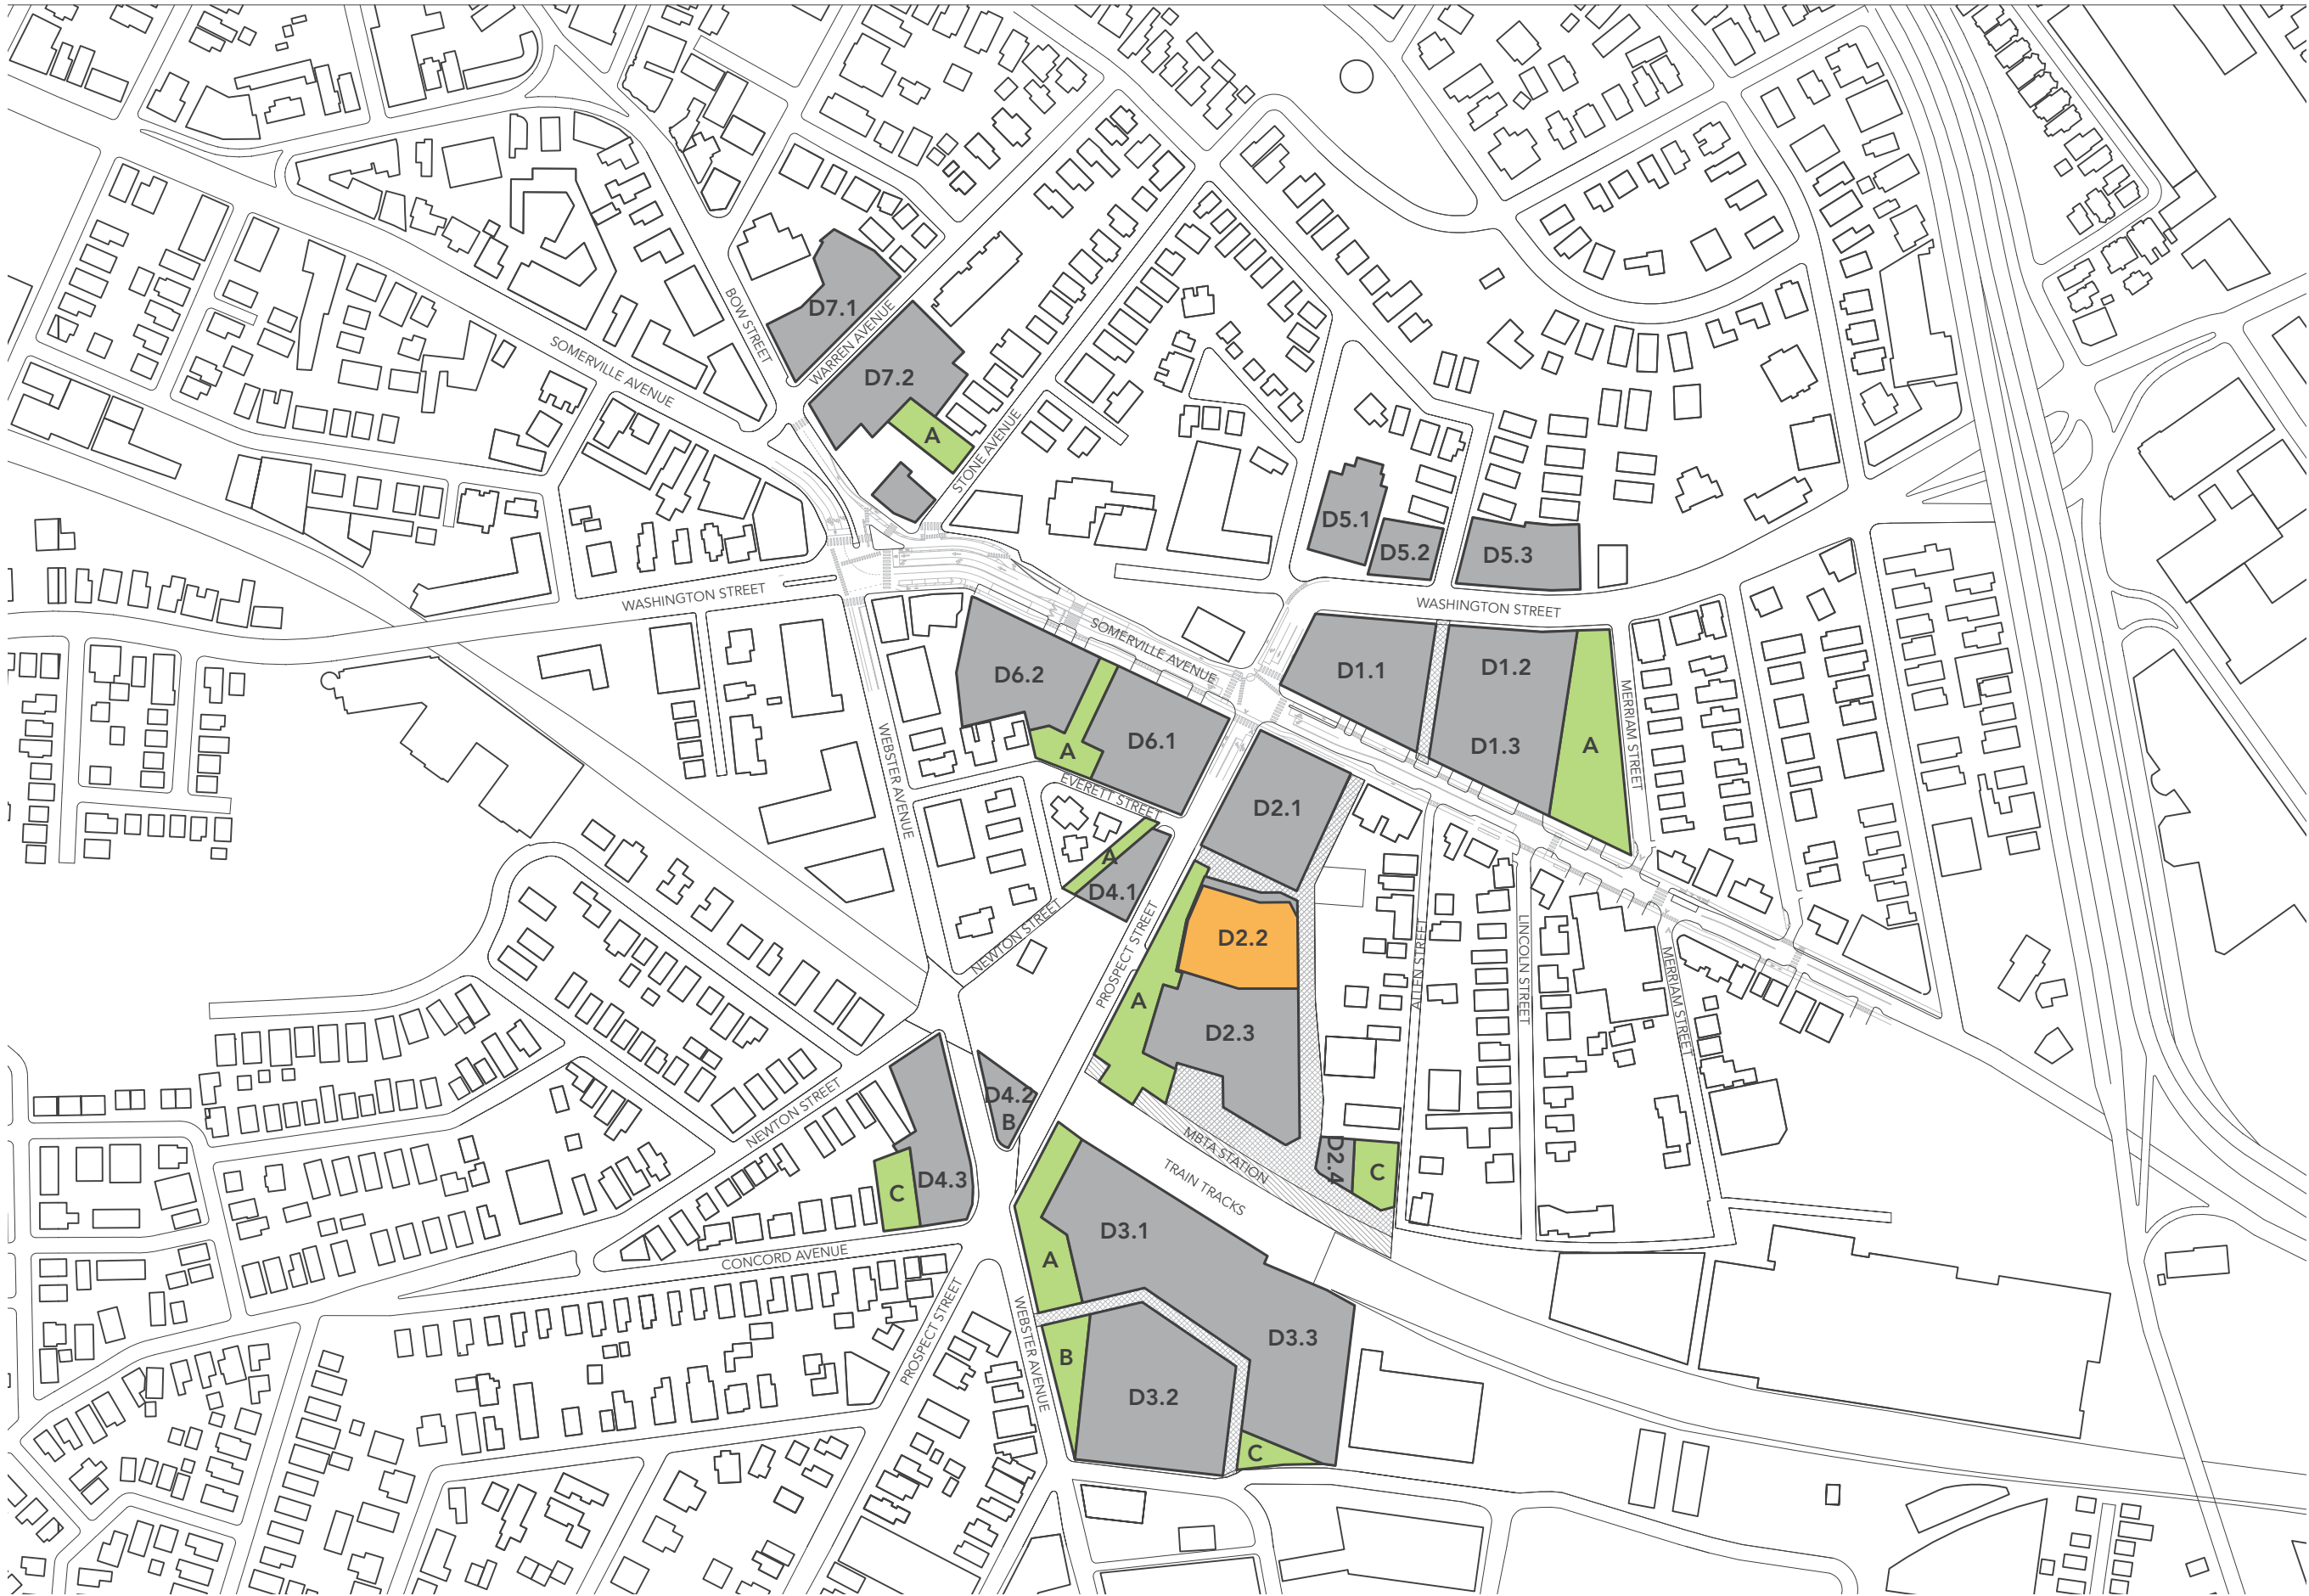 D7.1
BOW STREET
WARREN AVENUE
SOMERVILLE AVENUE
D7.2
A
STONE AVENUE
D5.1
D5.2
D5.3
WASHINGTON STREET
WASHINGTON STREET
SOMERVILLE AVENUE
D6.2
D1.1
D1.2
D1.3
A
MERRIAM STREET
D6.1
A
WEBSTER AVENUE
EVERETT STREET
D2.1
A
D4.1
NEWTON STREET
PROSPECT STREET
D2.2
A
D2.3
ALLEN STREET
LINCOLN STREET
MERRIAM STREET
D4.2
B
NEWTON STREET
MBTA STATION
TRAIN TRACKS
D2.4
C
C
D4.3
D3.1
A
CONCORD AVENUE
PROSPECT STREET
WEBSTER AVENUE
D3.3
B
D3.2
C